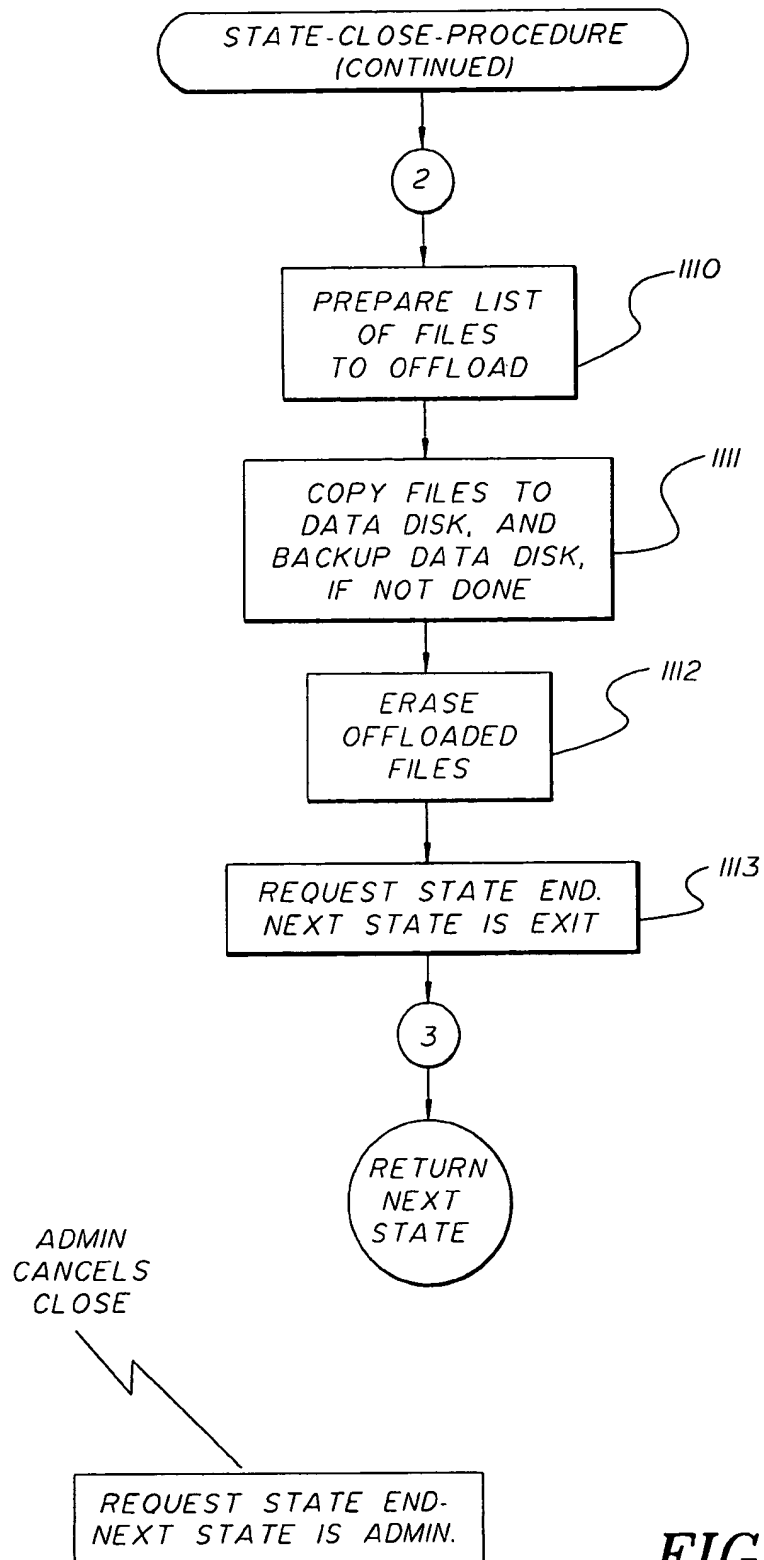 STATE-CLOSE-PROCEDURE
(CONTINUED)
2
PREPARE LIST
OF FILES
TO OFFLOAD
1110
COPY FILES TO
DATA DISK, AND
BACKUP DATA DISK,
IF NOT DONE
1111
ERASE
OFFLOADED
FILES
1112
REQUEST STATE END.
NEXT STATE IS EXIT
1113
3
RETURN
NEXT
STATE
ADMIN
CANCELS
CLOSE
REQUEST STATE END-
NEXT STATE IS ADMIN.
FIG